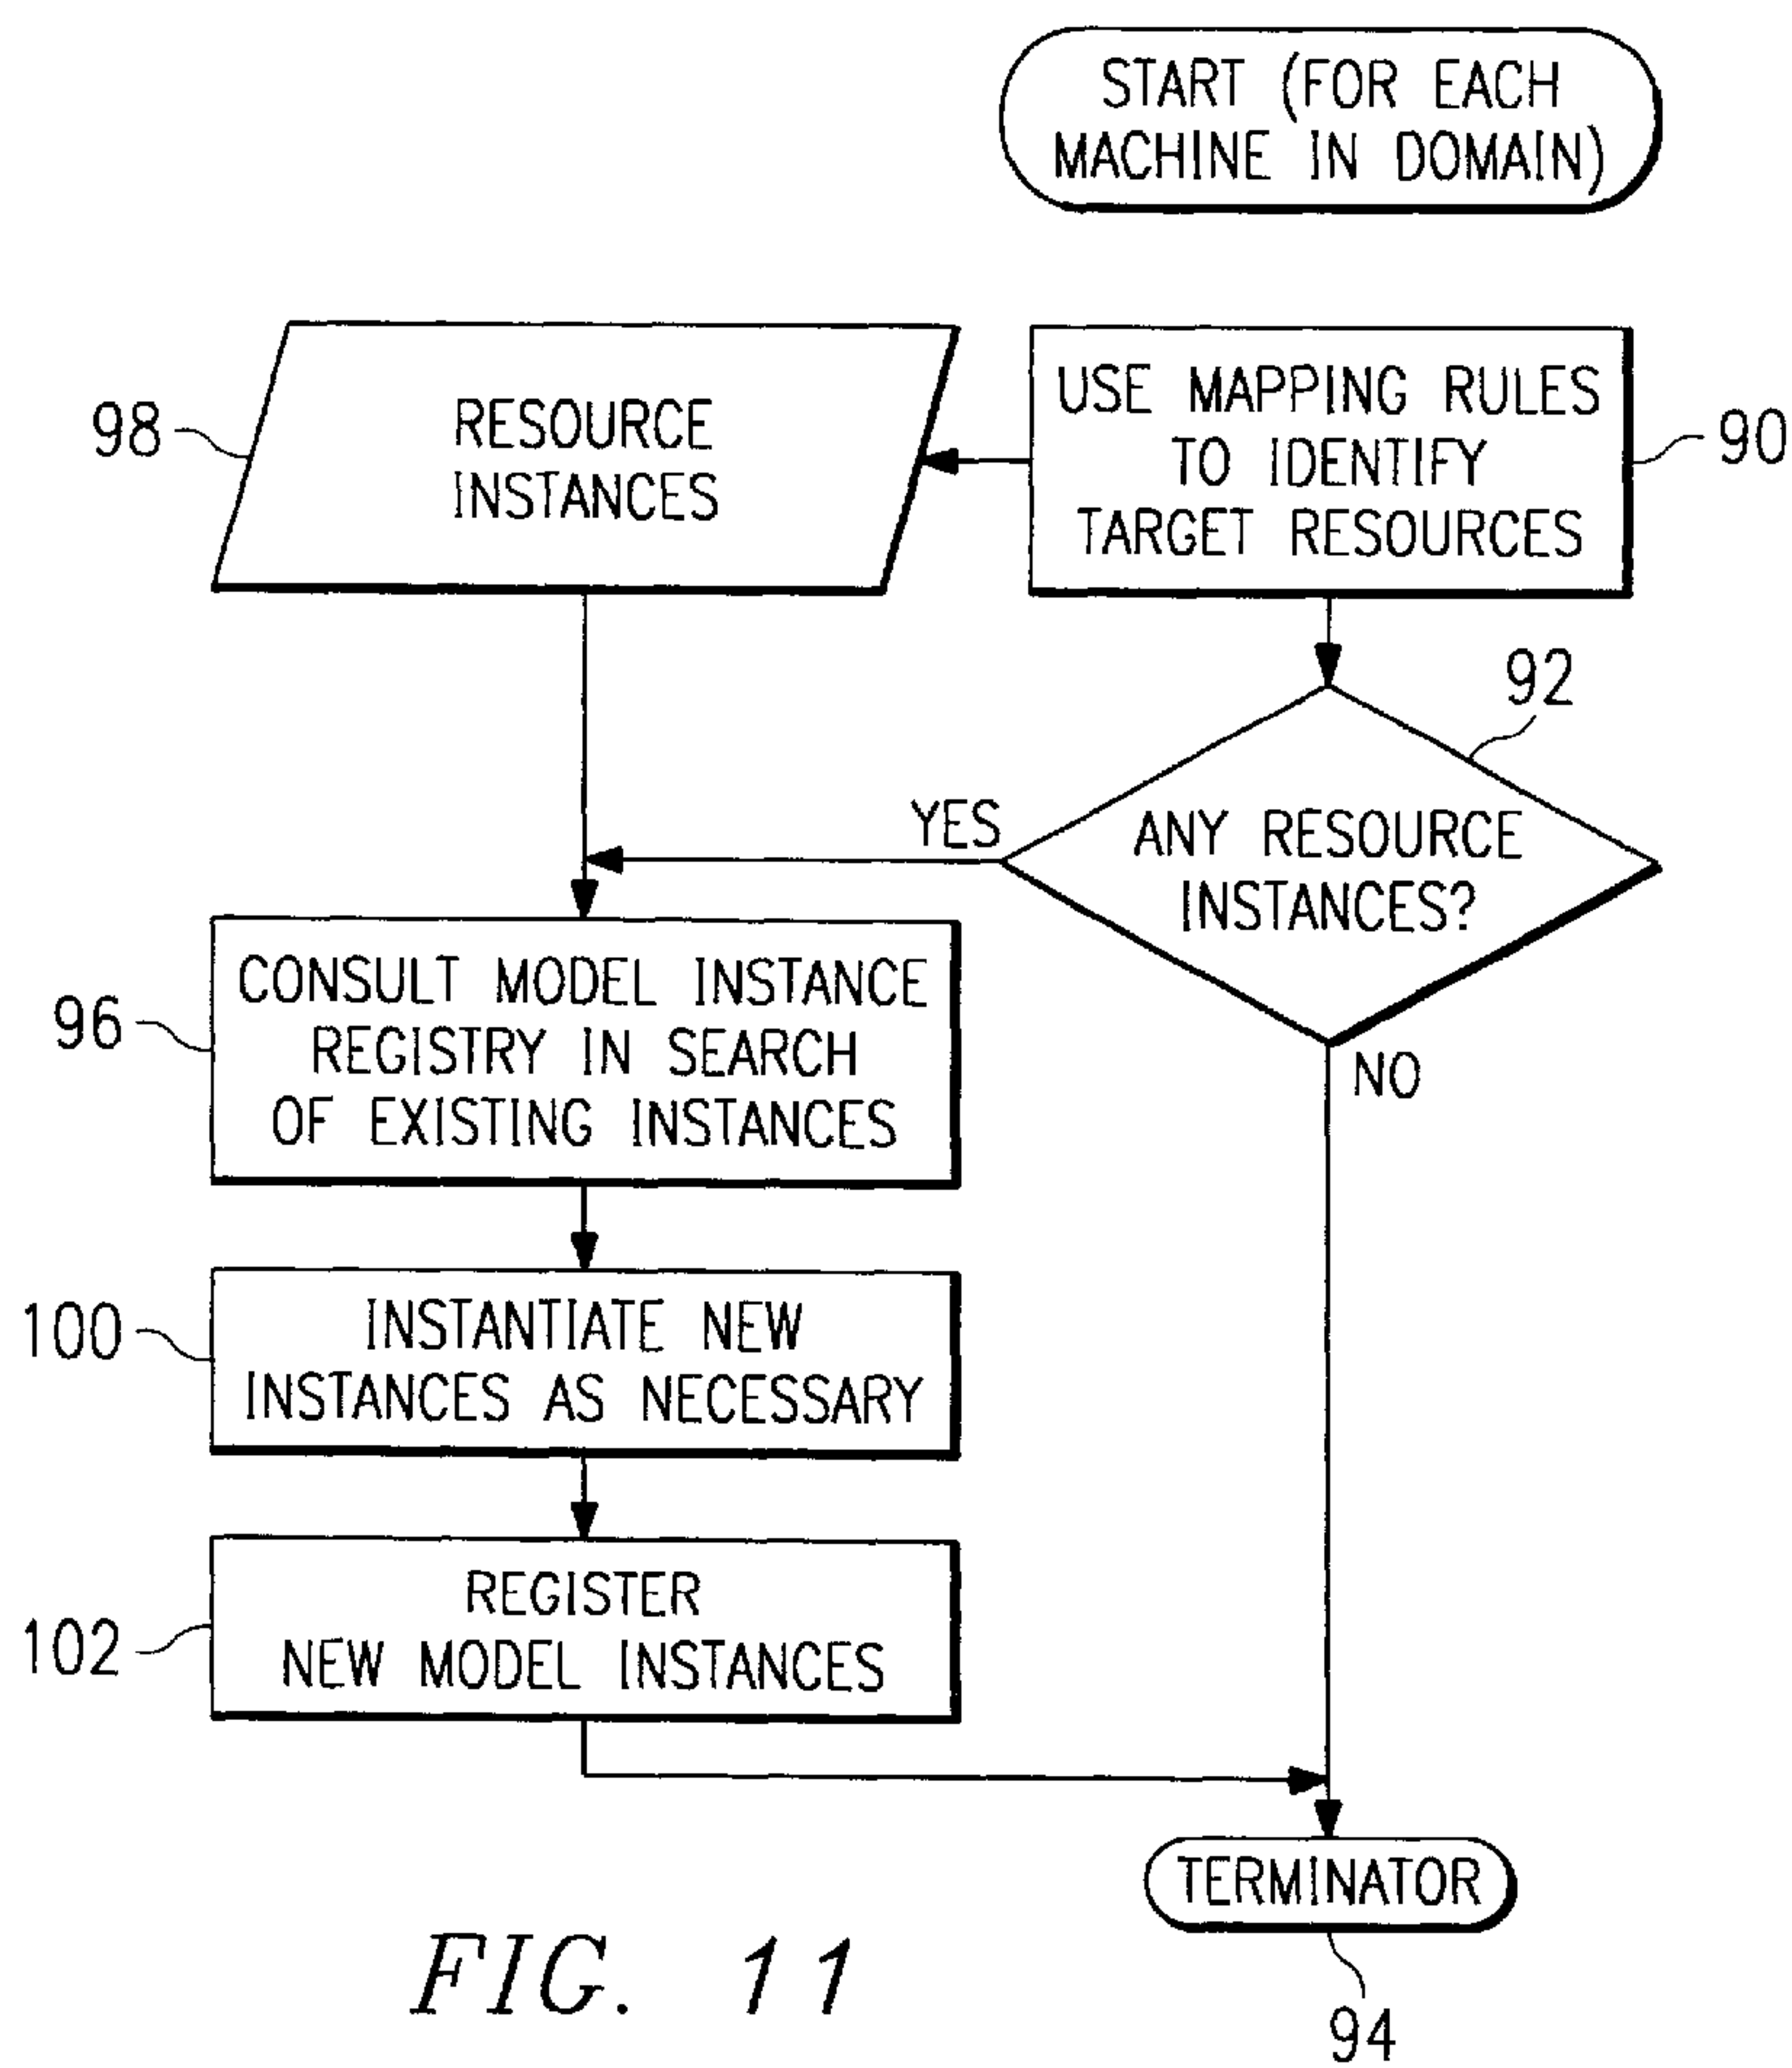 START (FOR EACH
MACHINE IN DOMAIN)
RESOURCE
INSTANCES
98
USE MAPPING RULES
TO IDENTIFY
TARGET RESOURCES
90
92
ANY RESOURCE
INSTANCES?
YES
NO
CONSULT MODEL INSTANCE
REGISTRY IN SEARCH
OF EXISTING INSTANCES
96
INSTANTIATE NEW
INSTANCES AS NECESSARY
100
REGISTER
NEW MODEL INSTANCES
102
TERMINATOR
94
FIG. 11